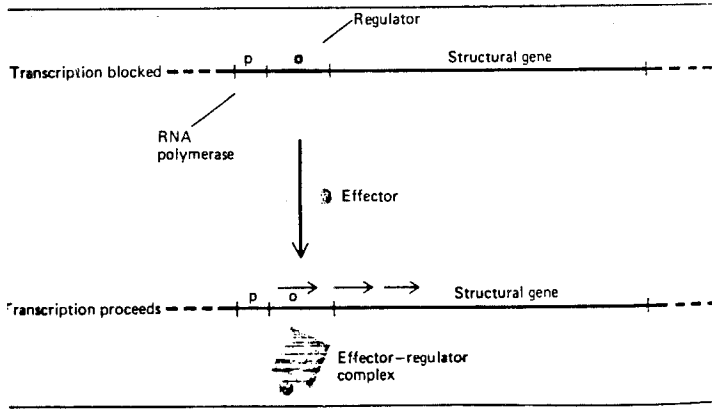 Regulator
p o Structural gene
Transcription blocked
RNA
polymerase
Effector
p o Structural gene
Transcription proceeds
Effector-regulator
complex